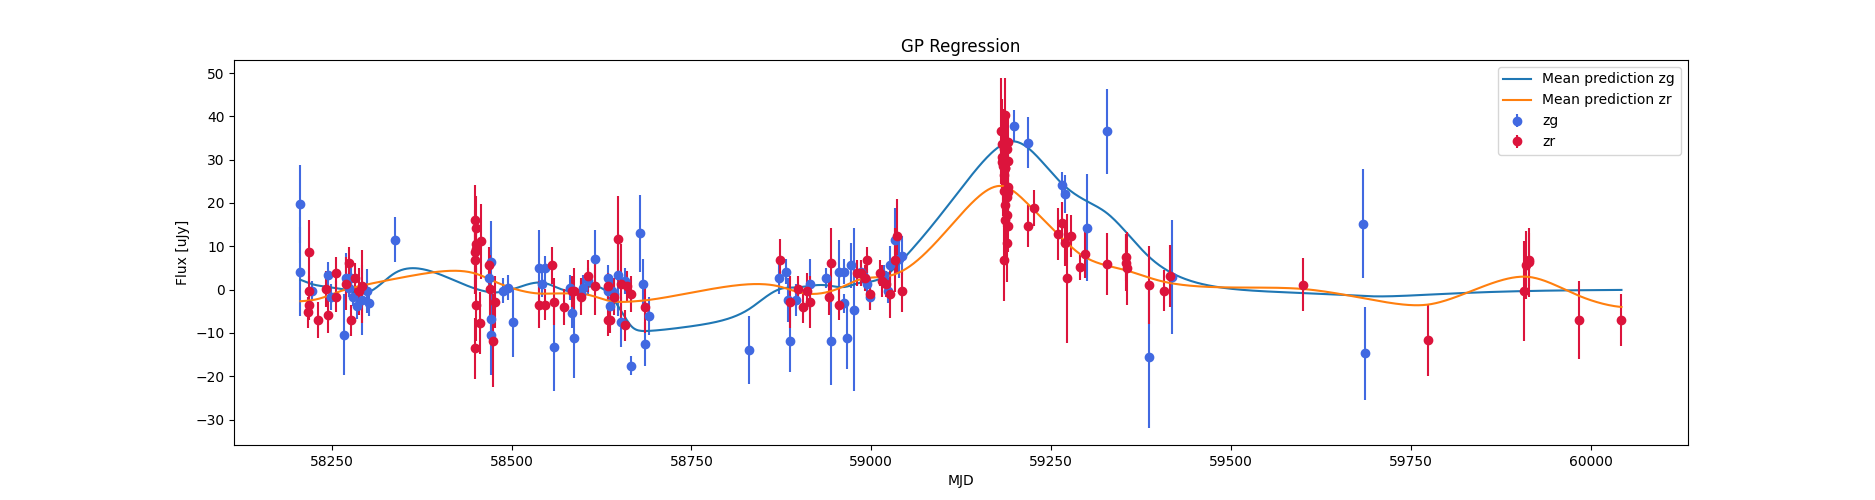 GP Regression
Flux [uJy]
50
40
30
20
10
0
−10
−20
−30
58250
58500
58750
59000
59250
59500
59750
60000
MJD
Mean prediction zg
Mean prediction zr
zg
zr